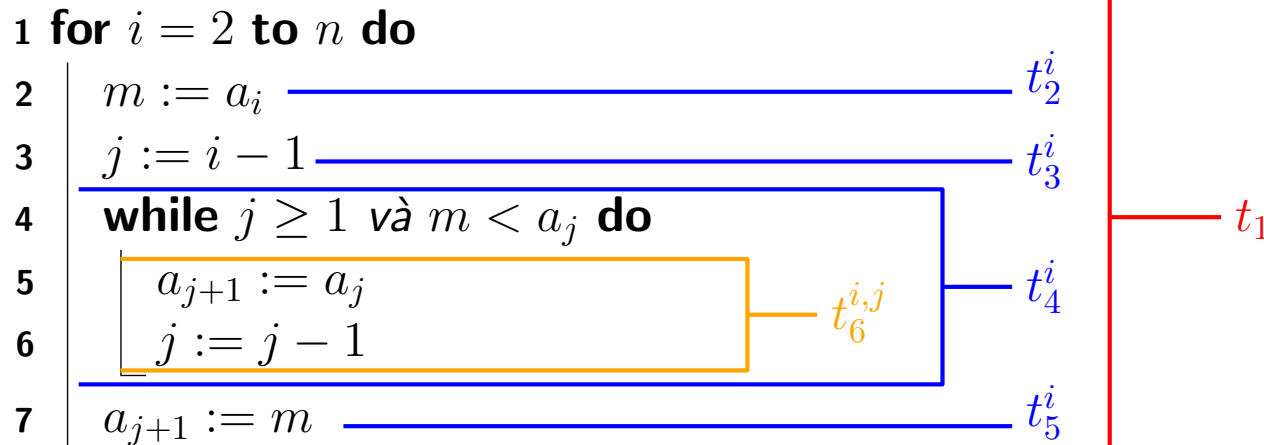 1 for i = 2 to n do
2 m := a_i t_2^i
3 j := i − 1 t_3^i
4 while j ≥ 1 và m < a_j do t_1
5 a_{j+1} := a_j t_4^i
6 j := j − 1 t_6^{i,j}
7 a_{j+1} := m t_5^i